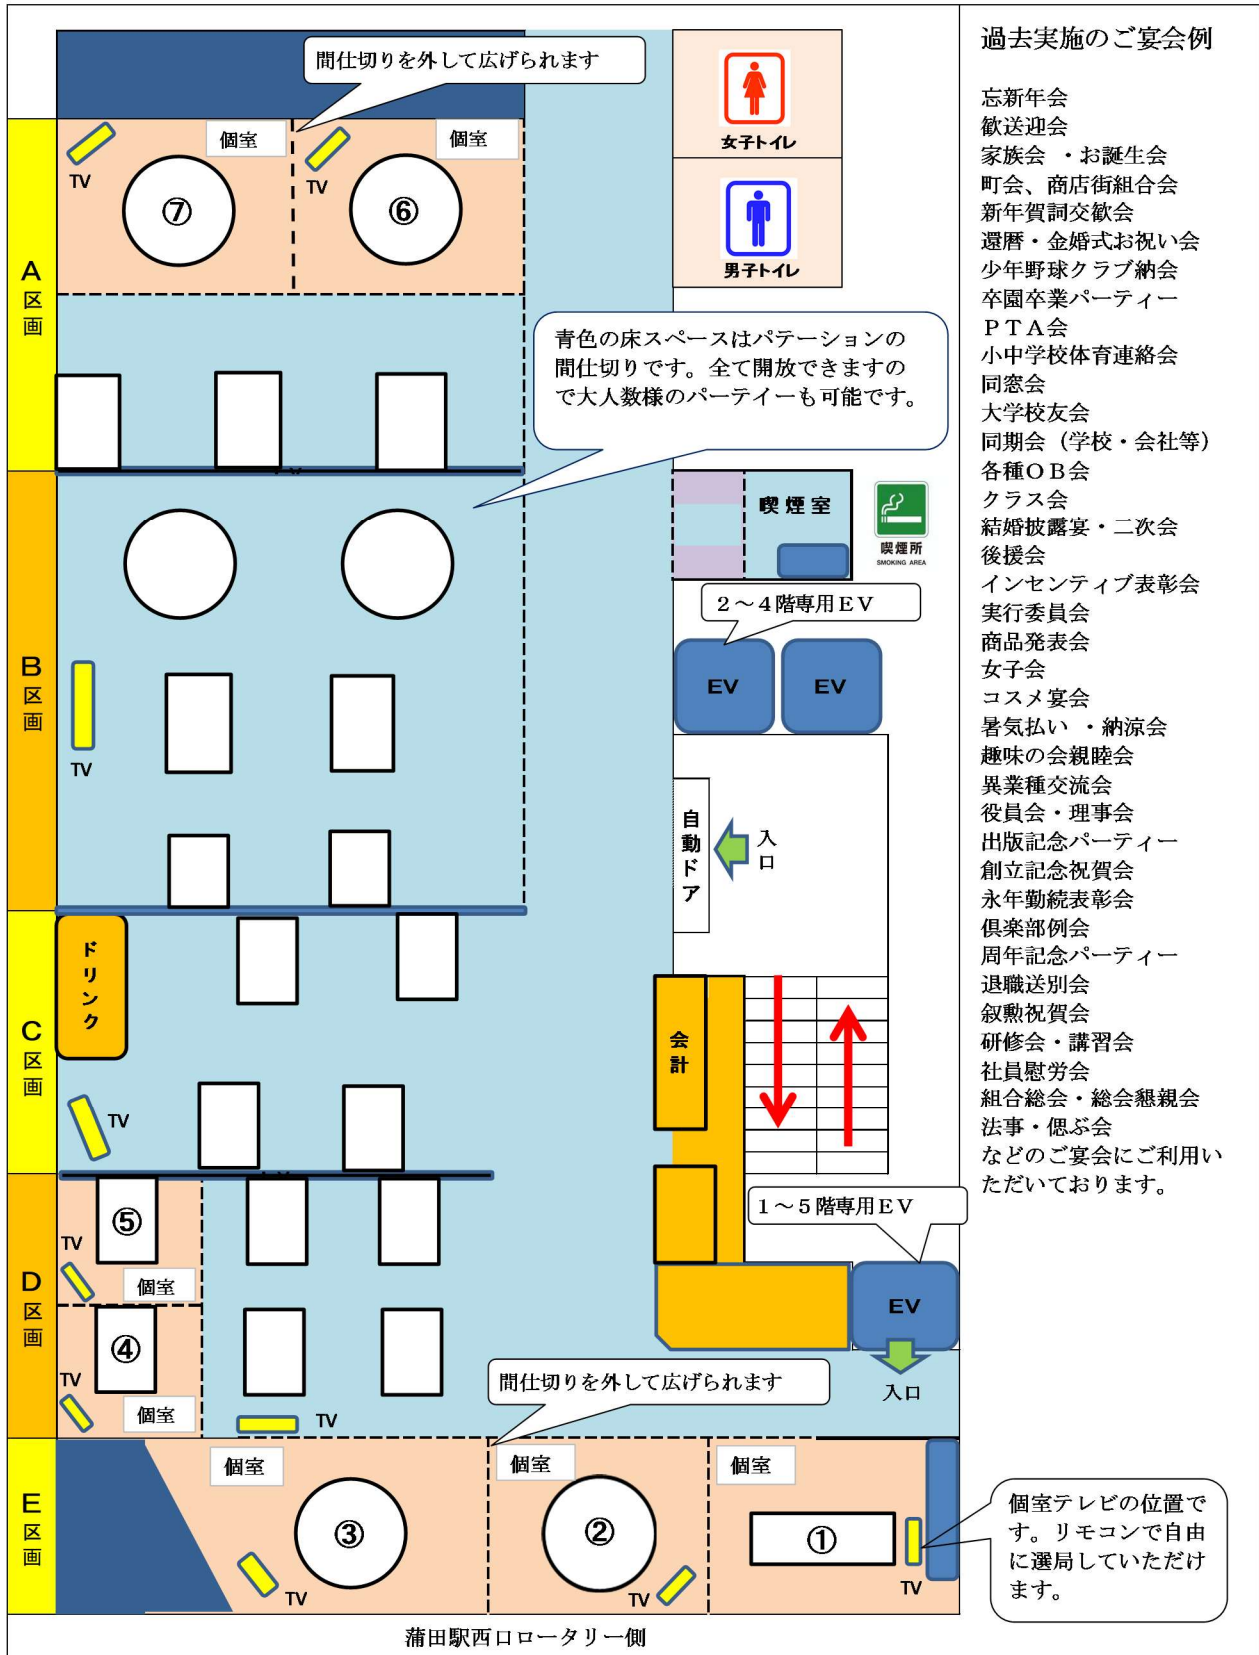 過去実施のご宴会例
忘新年会
歓送迎会
家族会 ・お誕生会
町会、商店街組合会
新年賀詞交歓会
還暦・金婚式お祝い会
少年野球クラブ納会
卒園卒業パーティー
ＰＴＡ会
小中学校体育連絡会
同窓会
大学校友会
同期会（学校・会社等）
各種ＯＢ会
クラス会
結婚披露宴・二次会
後援会
インセンティブ表彰会
実行委員会
商品発表会
女子会
コスメ宴会
暑気払い ・納涼会
趣味の会親睦会
異業種交流会
役員会・理事会
出版記念パーティー
創立記念祝賀会
永年勤続表彰会
倶楽部例会
周年記念パーティー
退職送別会
叙勲祝賀会
研修会・講習会
社員慰労会
組合総会・総会懇親会
法事・偲ぶ会
などのご宴会にご利用い
ただいております。
間仕切りを外して広げられます
女子トイレ
男子トイレ
A区画
個室
TV
⑦
個室
TV
⑥
青色の床スペースはパテーションの
間仕切りです。全て開放できますの
で大人数様のパーテイーも可能です。
喫煙室
喫煙所
SMOKING AREA
2～4階専用ＥＶ
EV
EV
B区画
TV
自動ドア
入口
C区画
ドリンク
TV
会計
1～5階専用ＥＶ
EV
入口
D区画
⑤
TV
個室
④
TV
個室
TV
間仕切りを外して広げられます
E区画
個室
③
TV
個室
②
TV
個室
①
TV
個室テレビの位置で
す。リモコンで自由
に選局していただけ
ます。
蒲田駅西口ロータリー側